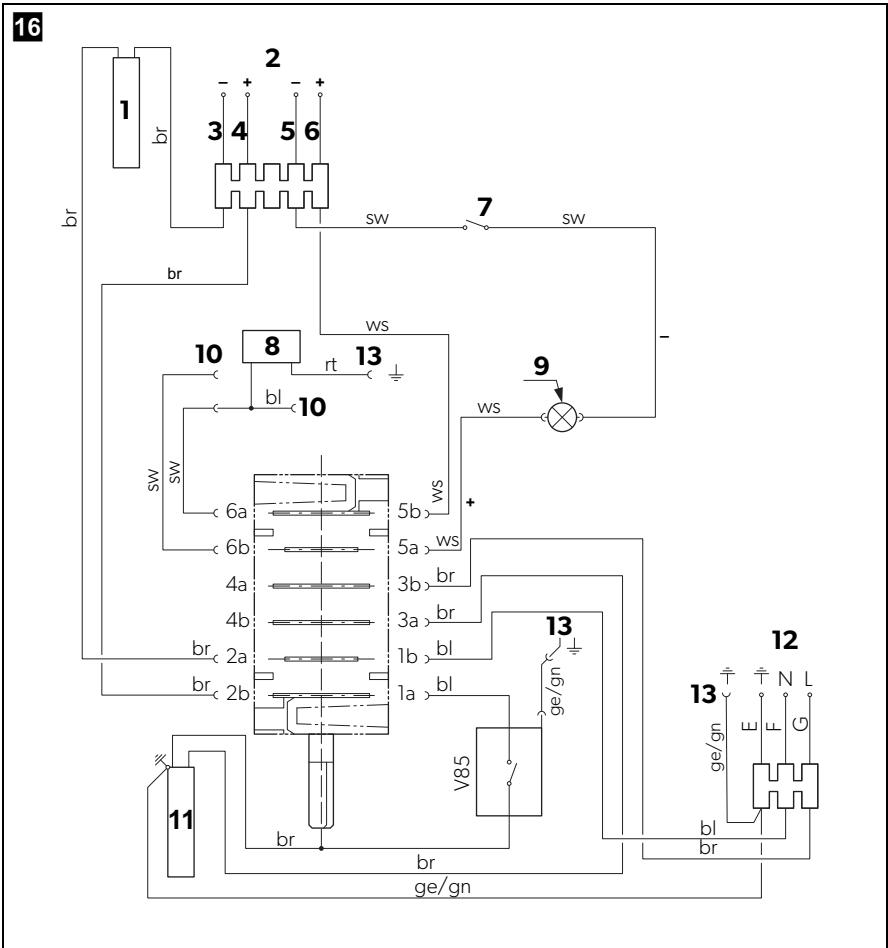 16
2
- + - +
1
3 4 5 6
br
br
7
sw
sw
br
ws
-
10
8
13
rt
9
bl
10
ws
ws
sw
sw
+
6a
5b
6b
5a
ws
4a
3b
br
4b
3a
br
13
12
br
2a
1b
bl
N L
br
2b
1a
bl
13
ge/gn
ge/gn
E
F
G
V85
11
br
bl
br
br
ge/gn